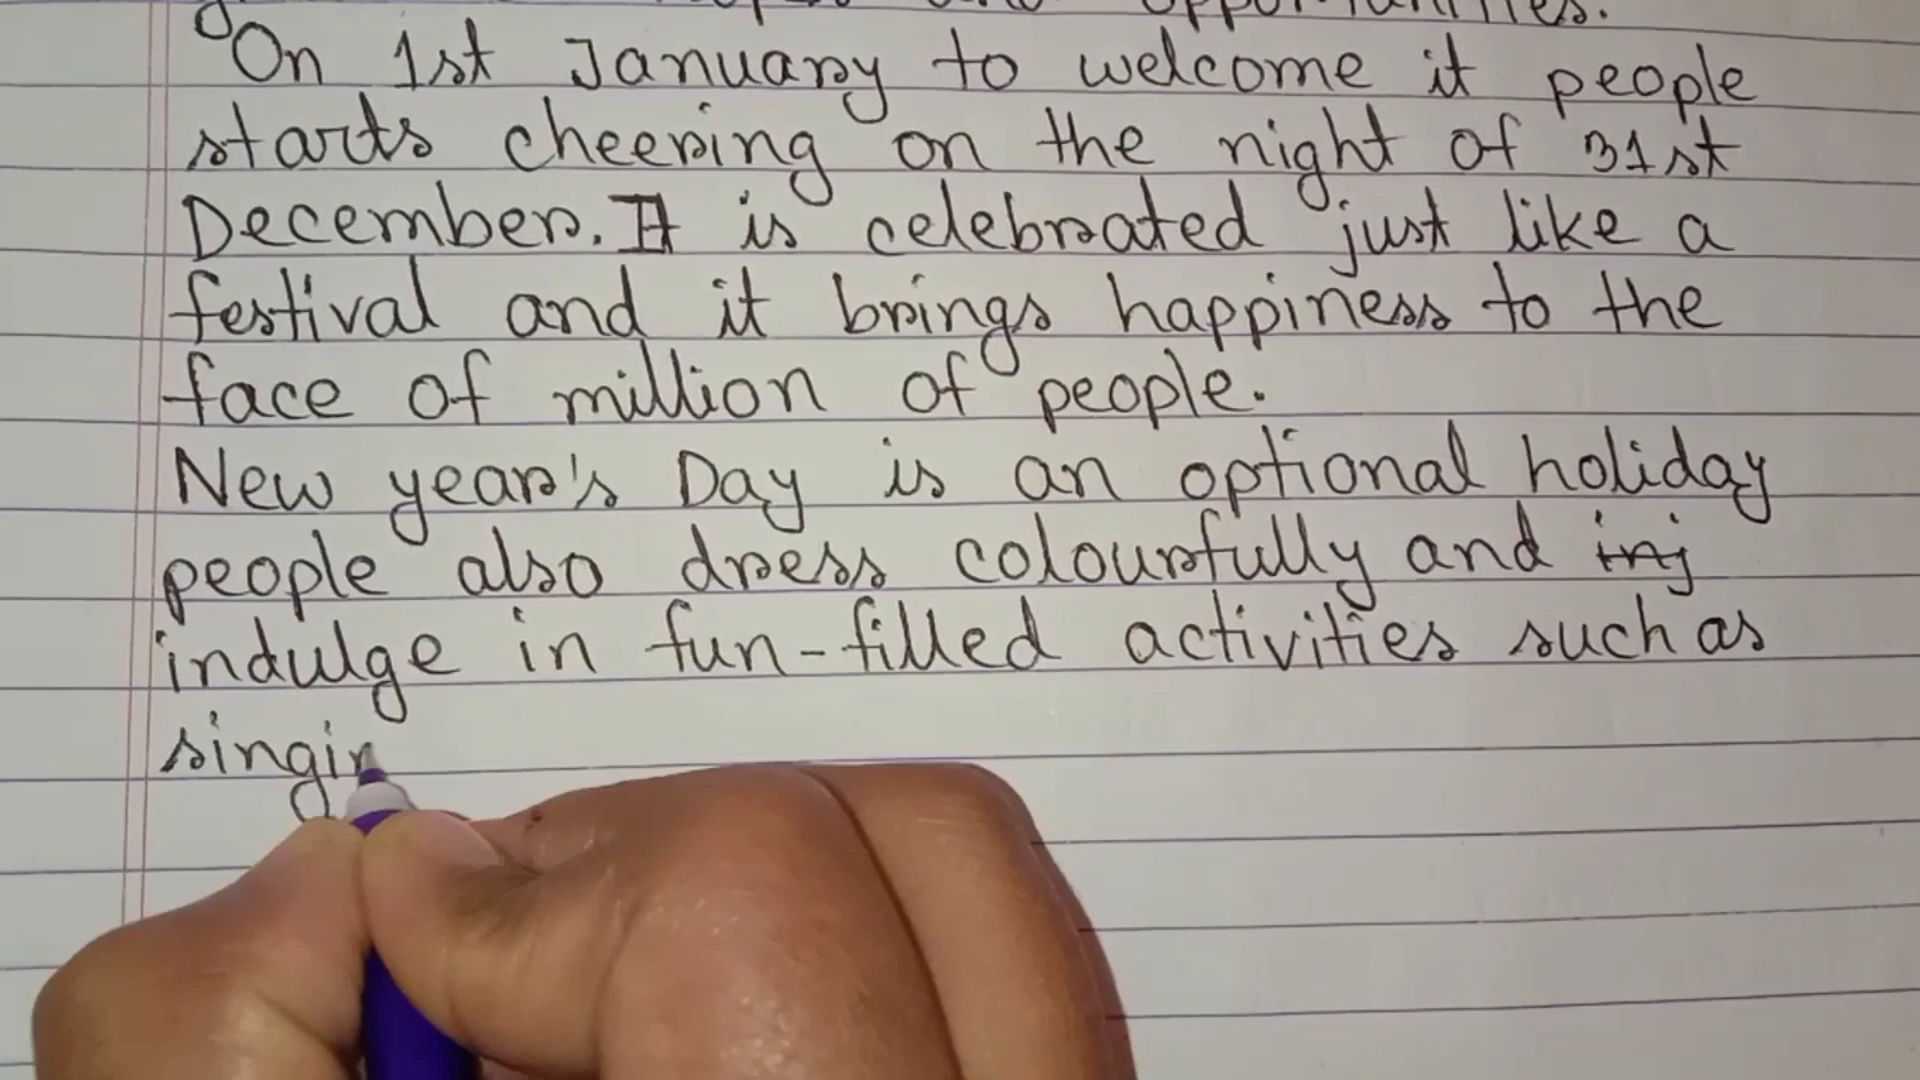 opportunities.
On 1st January to welcome it people
starts cheering on the night of 31st
December. It is celebrated just like a
festival and it brings happiness to the
face of million of people.
New year's Day is an optional holiday
people also dress colourfully and inj
indulge in fun-filled activities such as
singin